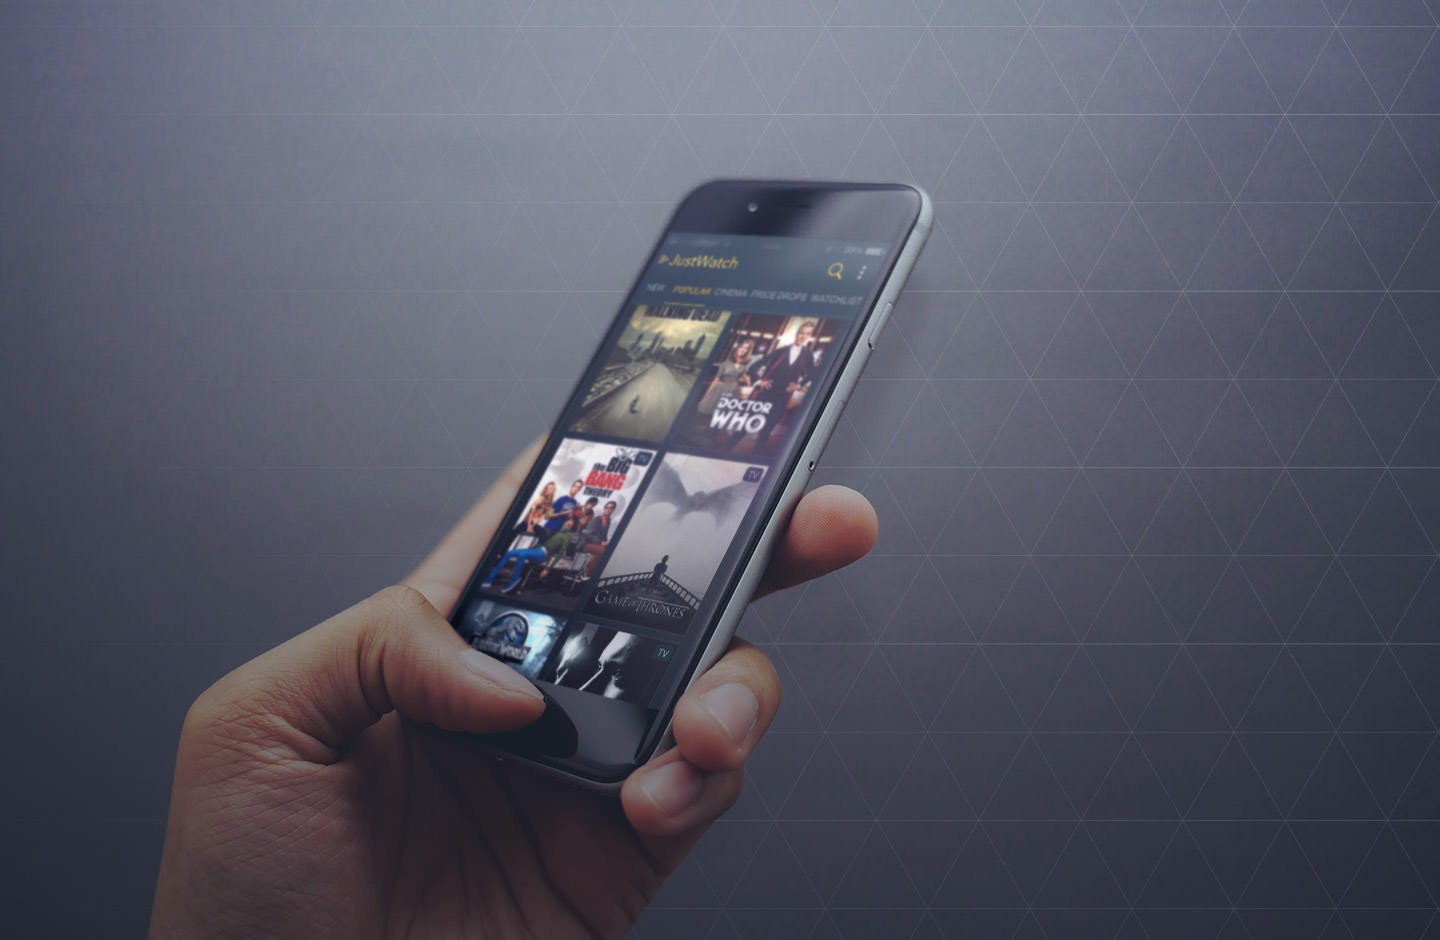 JustWatch
NEW POPULAR CINEMA PRICE DROPS WATCHLIST
WALKING DEAD
DOCTOR
WHO
TV
the BIG
BANG
THEORY
TV
GAME OF THRONES
WORLD
TV